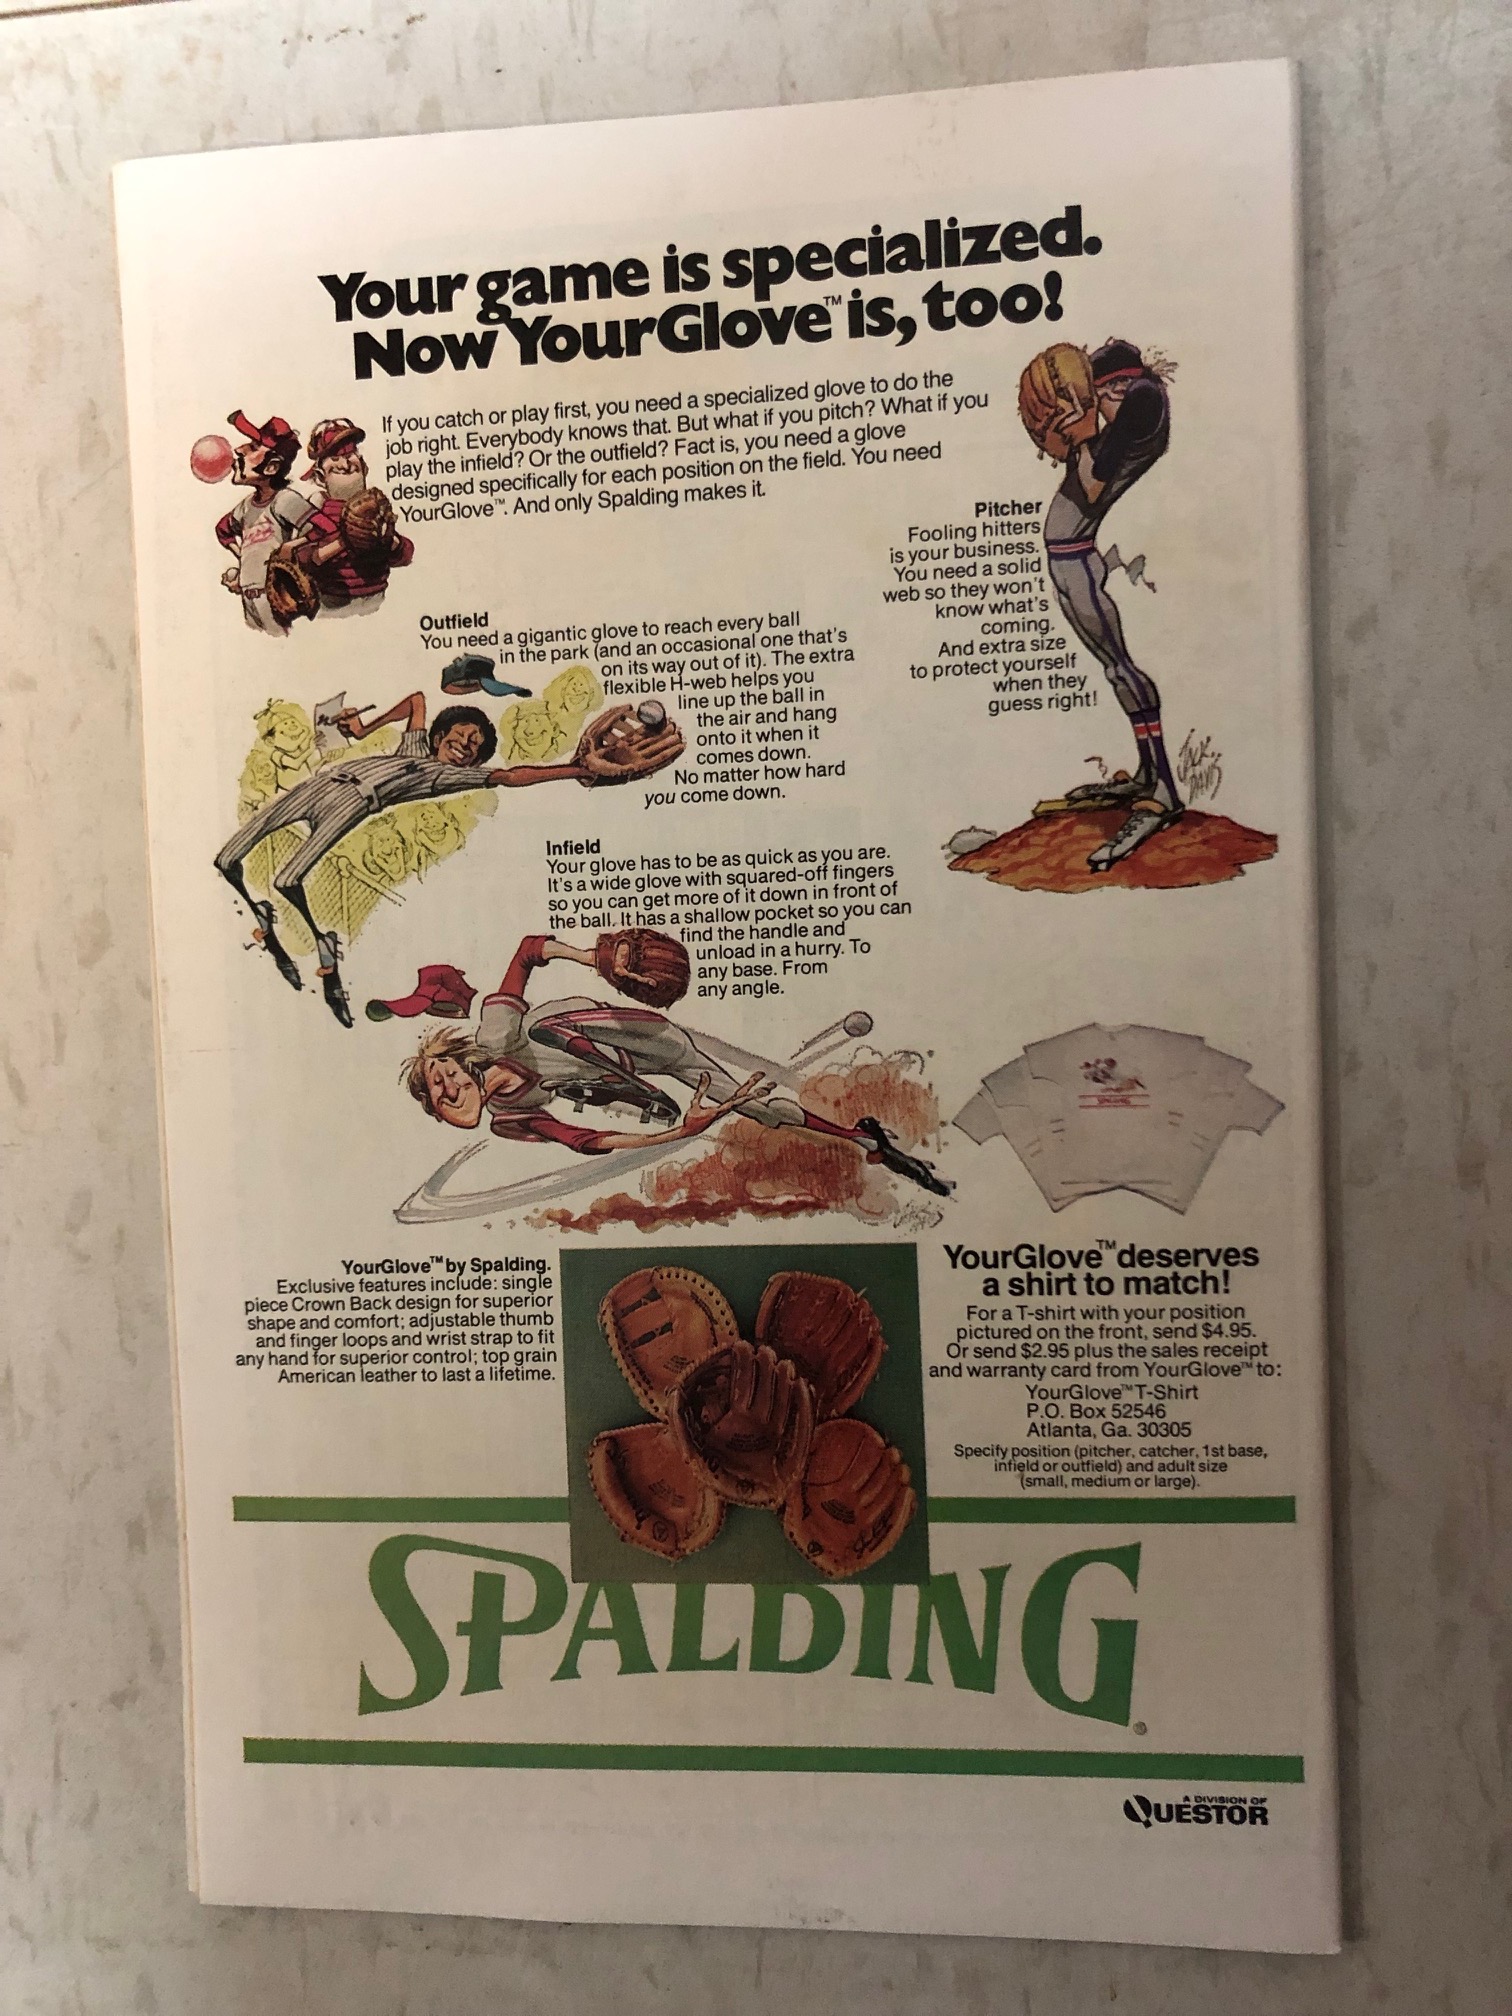 Your game is specialized.
Now YourGlove™ is, too!
If you catch or play first, you need a specialized glove to do the
job right. Everybody knows that. But what if you pitch? What if you
play the infield? Or the outfield? Fact is, you need a glove
designed specifically for each position on the field. You need
YourGlove™. And only Spalding makes it.
Pitcher
Fooling hitters
is your business.
You need a solid
web so they won't
know what's
coming.
And extra size
to protect yourself
when they
guess right!
JACK DAVIS
Outfield
You need a gigantic glove to reach every ball
in the park (and an occasional one that's
on its way out of it). The extra
flexible H-web helps you
line up the ball in
the air and hang
onto it when it
comes down.
No matter how hard
you come down.
Infield
Your glove has to be as quick as you are.
It's a wide glove with squared-off fingers
so you can get more of it down in front of
the ball. It has a shallow pocket so you can
find the handle and
unload in a hurry. To
any base. From
any angle.
SPALDING
YourGlove™ by Spalding.
Exclusive features include: single
piece Crown Back design for superior
shape and comfort; adjustable thumb
and finger loops and wrist strap to fit
any hand for superior control; top grain
American leather to last a lifetime.
YourGlove™ deserves
a shirt to match!
For a T-shirt with your position
pictured on the front, send $4.95.
Or send $2.95 plus the sales receipt
and warranty card from YourGlove™ to:
YourGlove™ T-Shirt
P.O. Box 52546
Atlanta, Ga. 30305
Specify position (pitcher, catcher, 1st base,
infield or outfield) and adult size
(small, medium or large).
SPALDING®
A DIVISION OF
QUESTOR